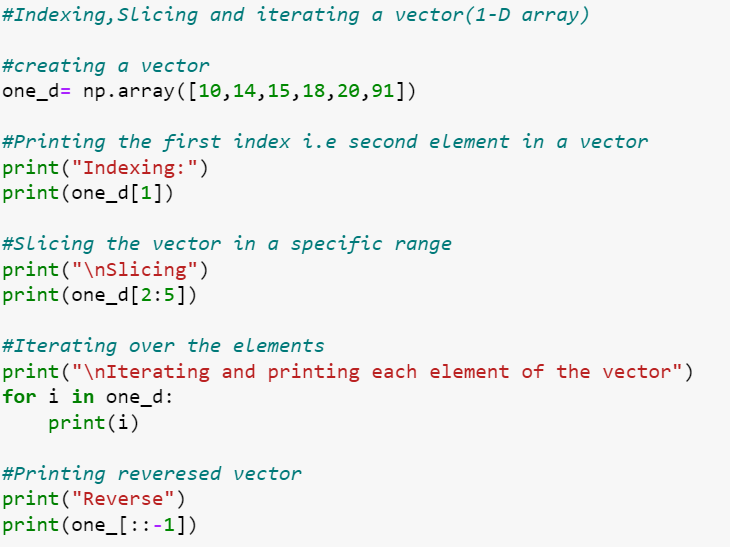 #Indexing,Slicing and iterating a vector(1-D array)
#creating a vector
one_d= np.array([10,14,15,18,20,91])
#Printing the first index i.e second element in a vector
print("Indexing:")
print(one_d[1])
#Slicing the vector in a specific range
print("\nSlicing")
print(one_d[2:5])
#Iterating over the elements
print("\nIterating and printing each element of the vector")
for i in one_d:
    print(i)
#Printing reveresed vector
print("Reverse")
print(one_[::-1])